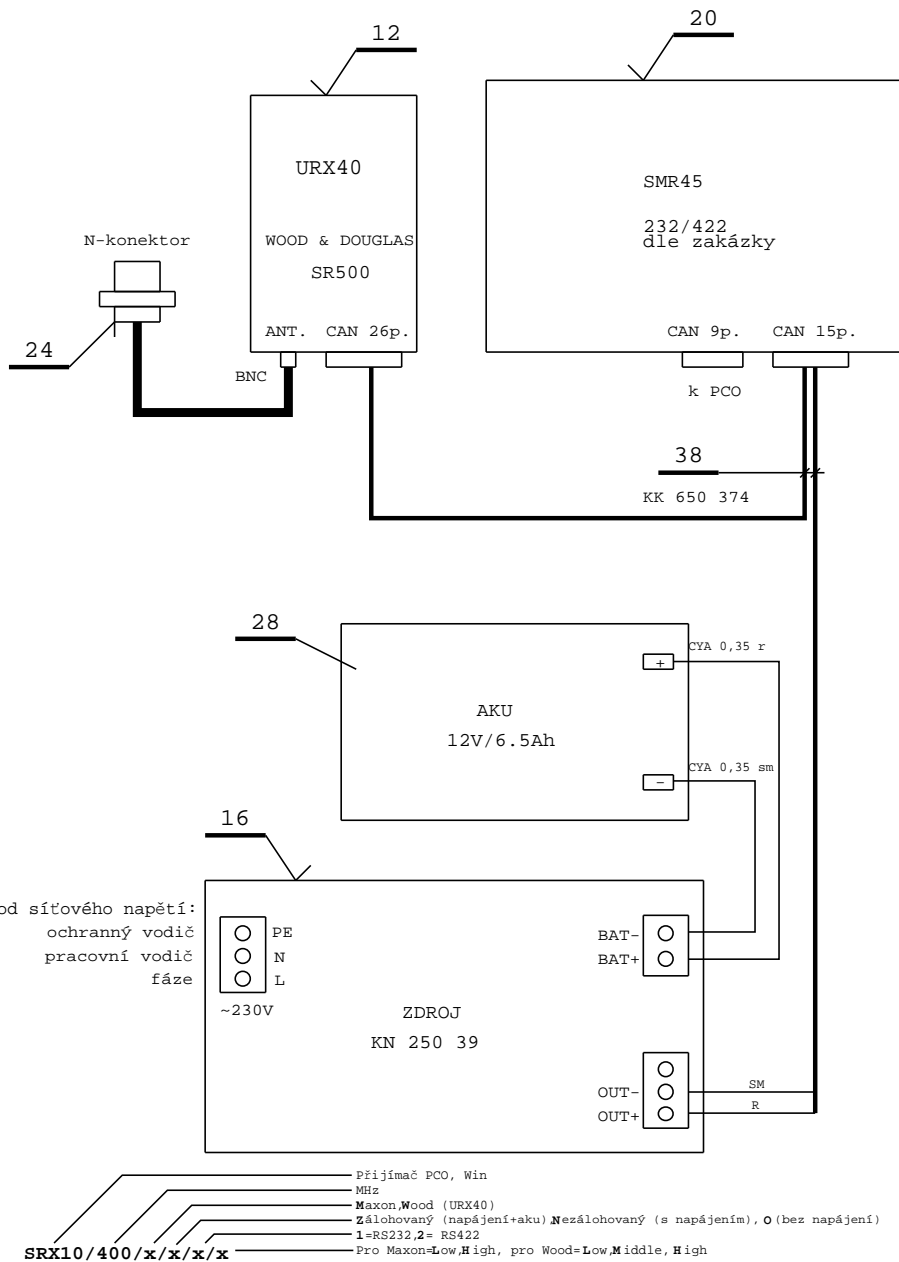 12
20
URX40
WOOD & DOUGLAS
SR500
ANT. CAN 26p.
BNC
N-konektor
24
SMR45
232/422
dle zakázky
CAN 9p. CAN 15p.
k PCO
38
KK 650 374
28
AKU
12V/6.5Ah
+
CYA 0,35 r
-
CYA 0,35 sm
16
od síťového napětí:
ochranný vodič PE
pracovní vodič N
fáze L
~230V
ZDROJ
KN 250 39
BAT-
BAT+
OUT- SM
OUT+ R
Přijímač PCO, Win
MHz
Maxon,Wood (URX40)
Zálohovaný (napájení+aku),Nezálohovaný (s napájením), O(bez napájení)
1=RS232,2= RS422
SRX10/400/x/x/x/x Pro Maxon=Low,High, pro Wood=Low,Middle, High